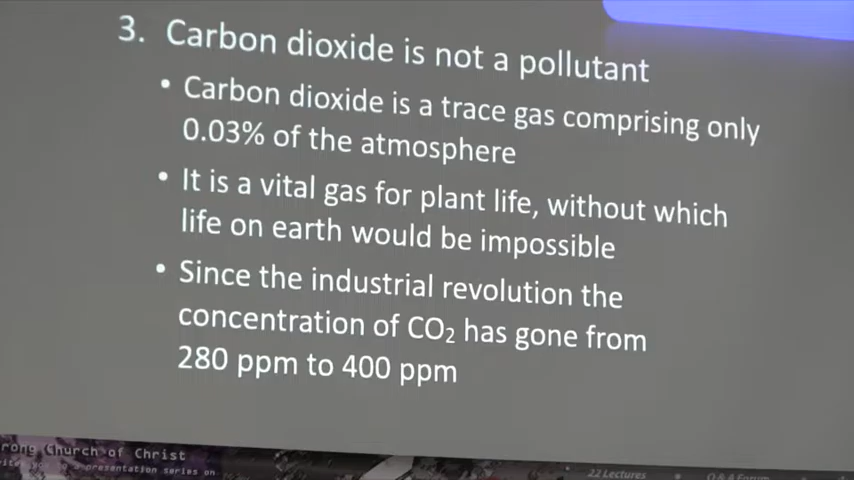 3. Carbon dioxide is not a pollutant
• Carbon dioxide is a trace gas comprising only
0.03% of the atmosphere
• It is a vital gas for plant life, without which
life on earth would be impossible
• Since the industrial revolution the
concentration of CO₂ has gone from
280 ppm to 400 ppm
Church of Christ
to a presentation series on
22 Lectures
Q & A Forum